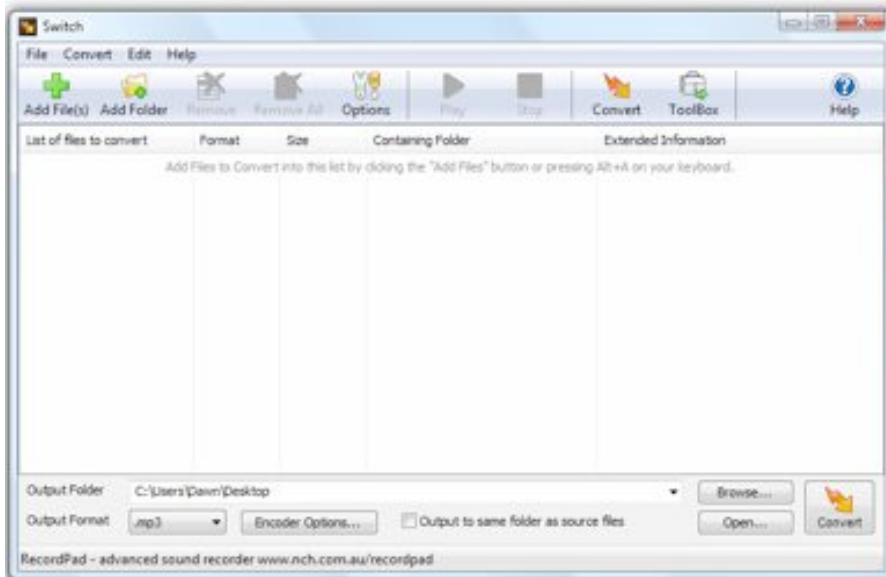 Switch
File Convert Edit Help
Add File(s) Add Folder Remove Remove All Options Play Stop Convert ToolBox Help
List of files to convert Format Size Containing Folder Extended Information
Add Files to Convert into this list by clicking the "Add Files" button or pressing Alt+A on your keyboard.
Output Folder C:\Users\Dawn\Desktop Browse...
Output Format .mp3 Encoder Options... Output to same folder as source files Open... Convert
RecordPad - advanced sound recorder www.nch.com.au/recordpad